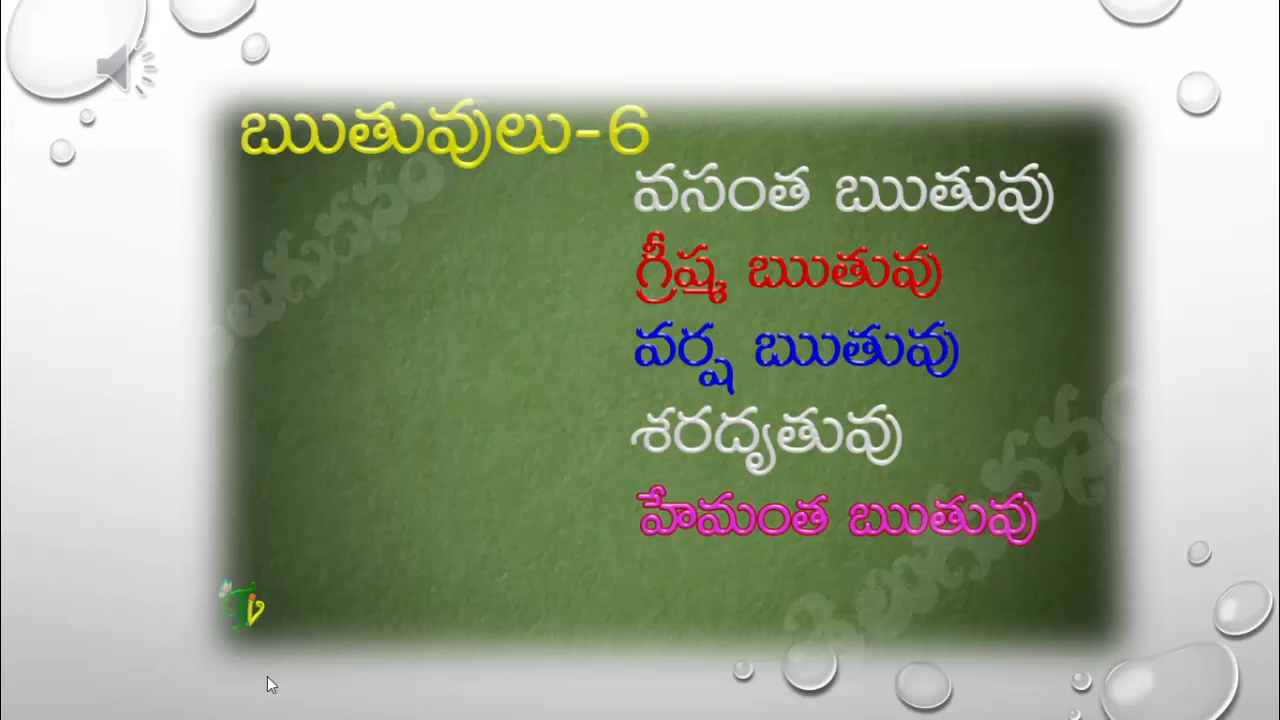 ఋతువులు-6
వసంత ఋతువు
గ్రీష్మ ఋతువు
వర్ష ఋతువు
శరదృతువు
హేమంత ఋతువు